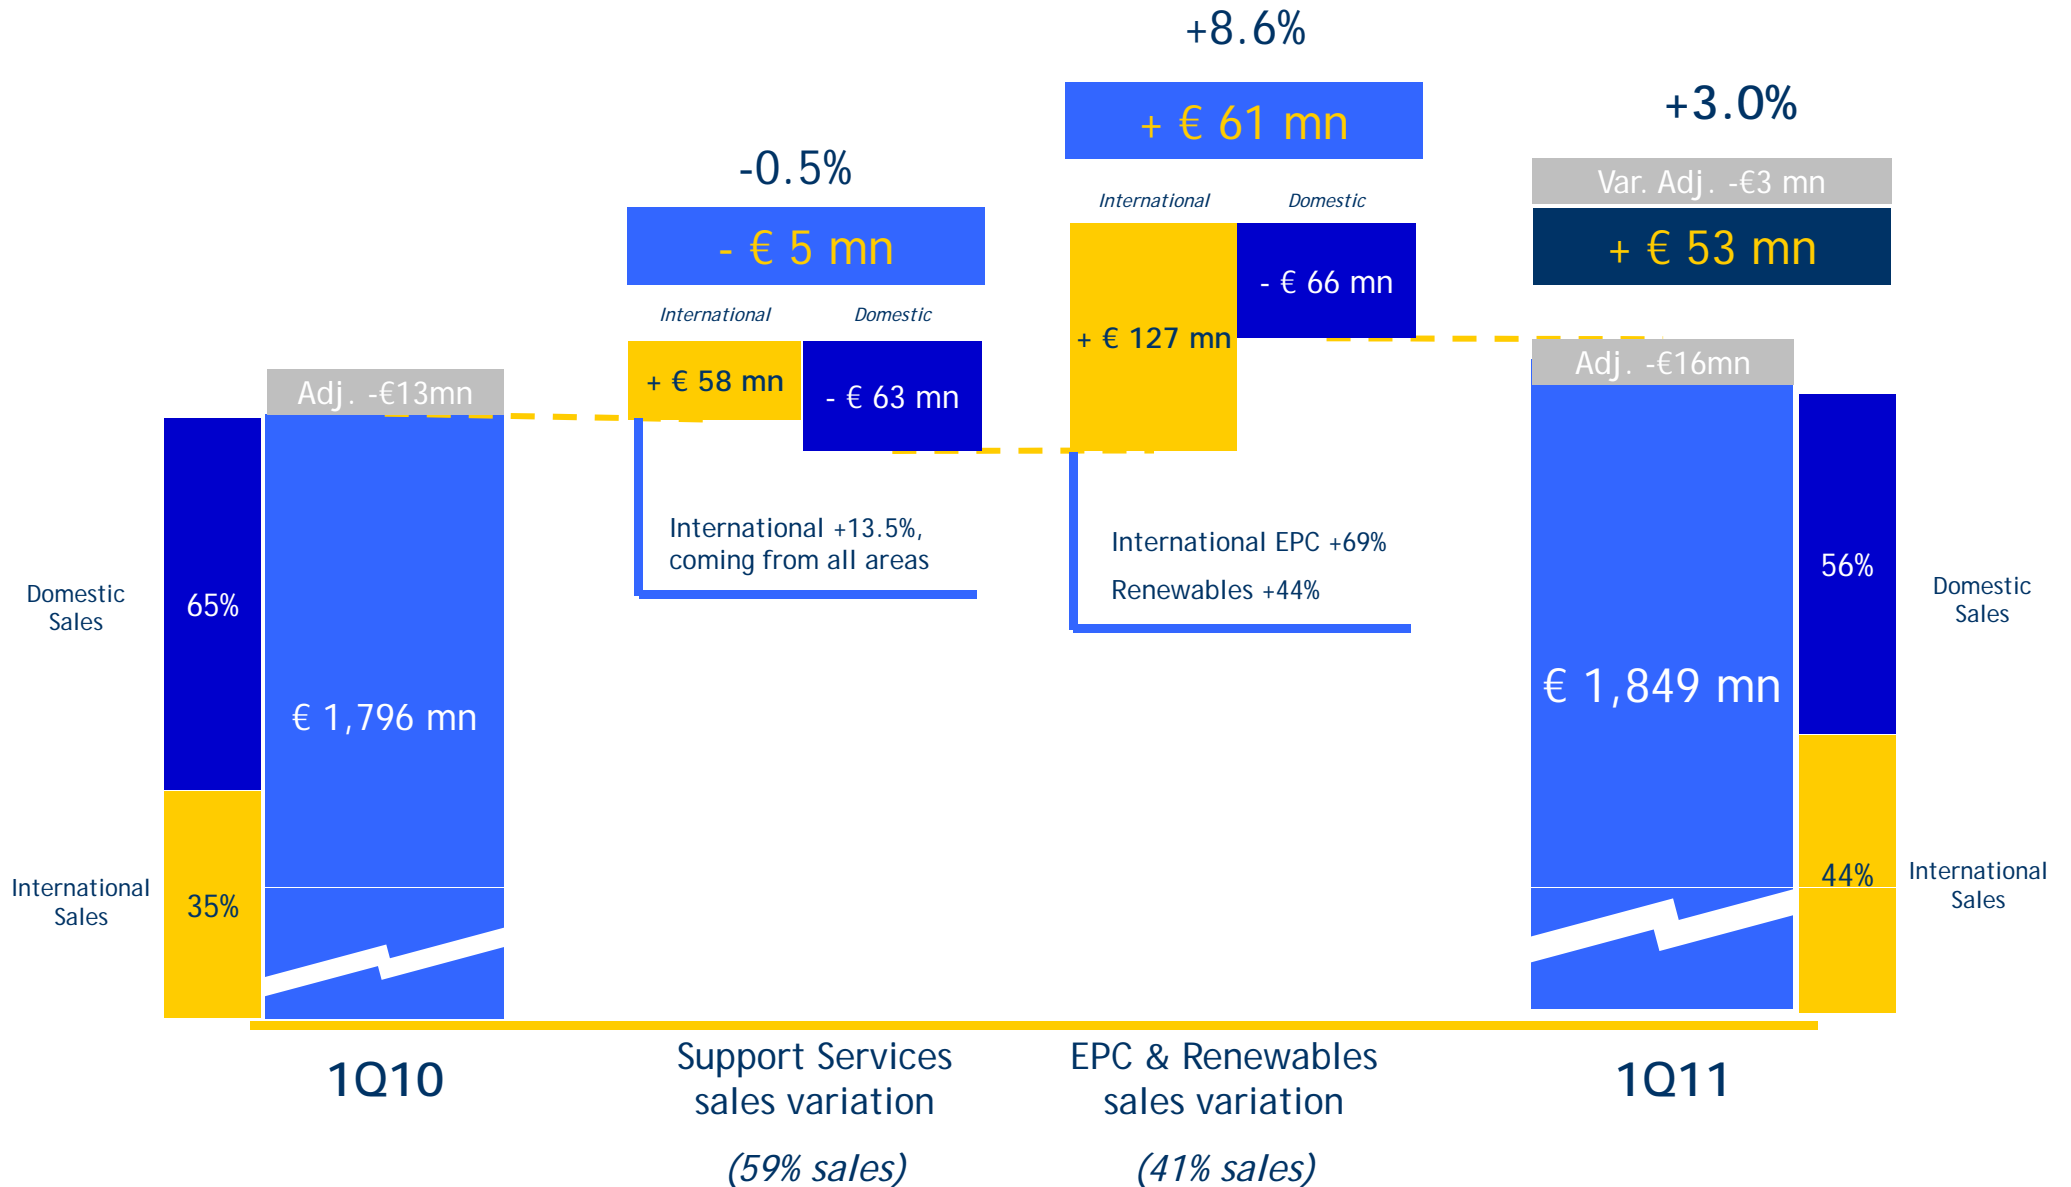 +8.6%
+ € 61 mn
+3.0%
-0.5%
Var. Adj. -€3 mn
International
Domestic
- € 5 mn
+ € 53 mn
- € 66 mn
International
Domestic
+ € 127 mn
Adj. -€16mn
Adj. -€13mn
+ € 58 mn
- € 63 mn
International +13.5%,
coming from all areas
International EPC +69%
Renewables +44%
Domestic
Sales
65%
56%
Domestic
Sales
€ 1,796 mn
€ 1,849 mn
International
Sales
35%
44%
International
Sales
1Q10
Support Services
sales variation
(59% sales)
EPC & Renewables
sales variation
(41% sales)
1Q11